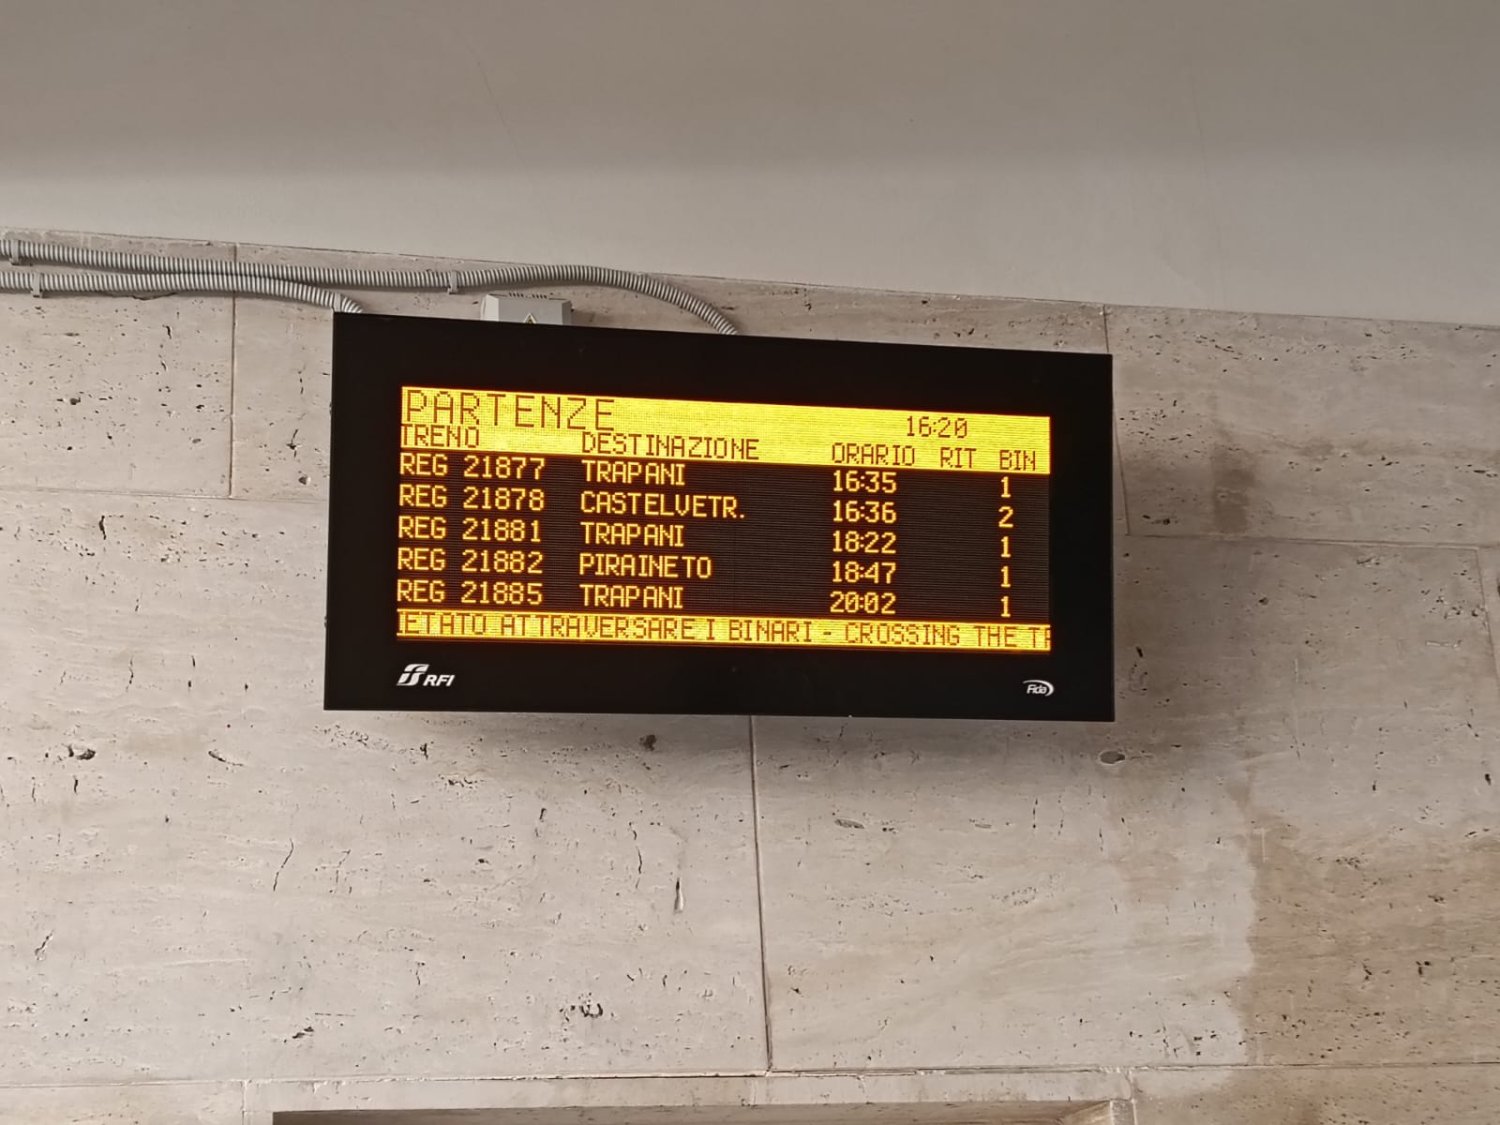 PARTENZE 16:20
TRENO DESTINAZIONE ORARIO RIT BIN
REG 21877 TRAPANI 16:35 1
REG 21878 CASTELVETR. 16:36 2
REG 21881 TRAPANI 18:22 1
REG 21882 PIRAINETO 18:47 1
REG 21885 TRAPANI 20:02 1
IETATO ATTRAVERSARE I BINARI - CROSSING THE TR
RFI
Fida